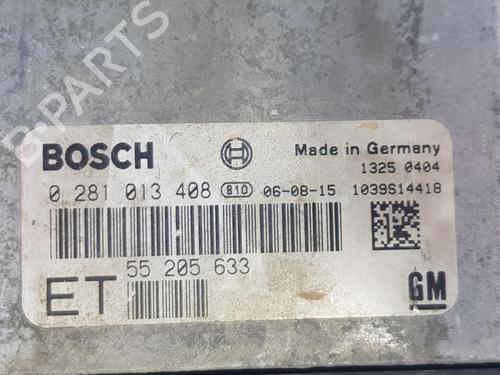 B-PARTS
BOSCH
Made in Germany
1325 0404
0 281 013 408 810 06-08-15 1039S14418
55 205 633
ET
GM